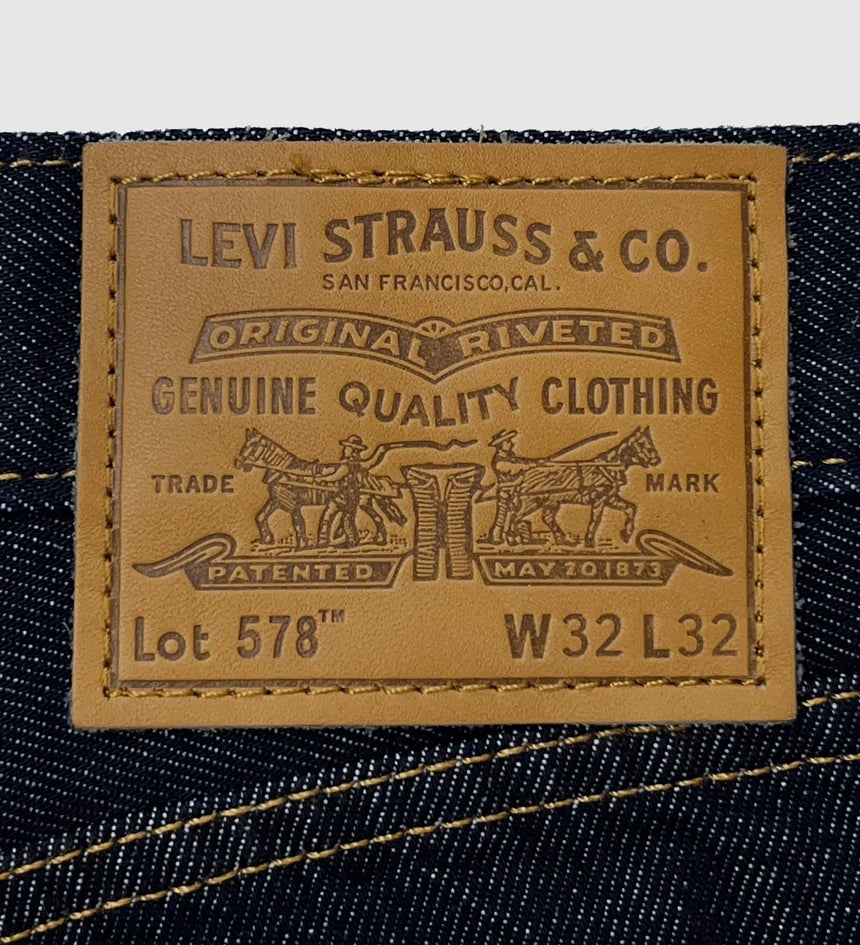 LEVI STRAUSS & CO.
SAN FRANCISCO, CAL.
ORIGINAL RIVETED
GENUINE QUALITY CLOTHING
TRADE MARK
PATENTED MAY 20 1873
Lot 578™ W32 L32